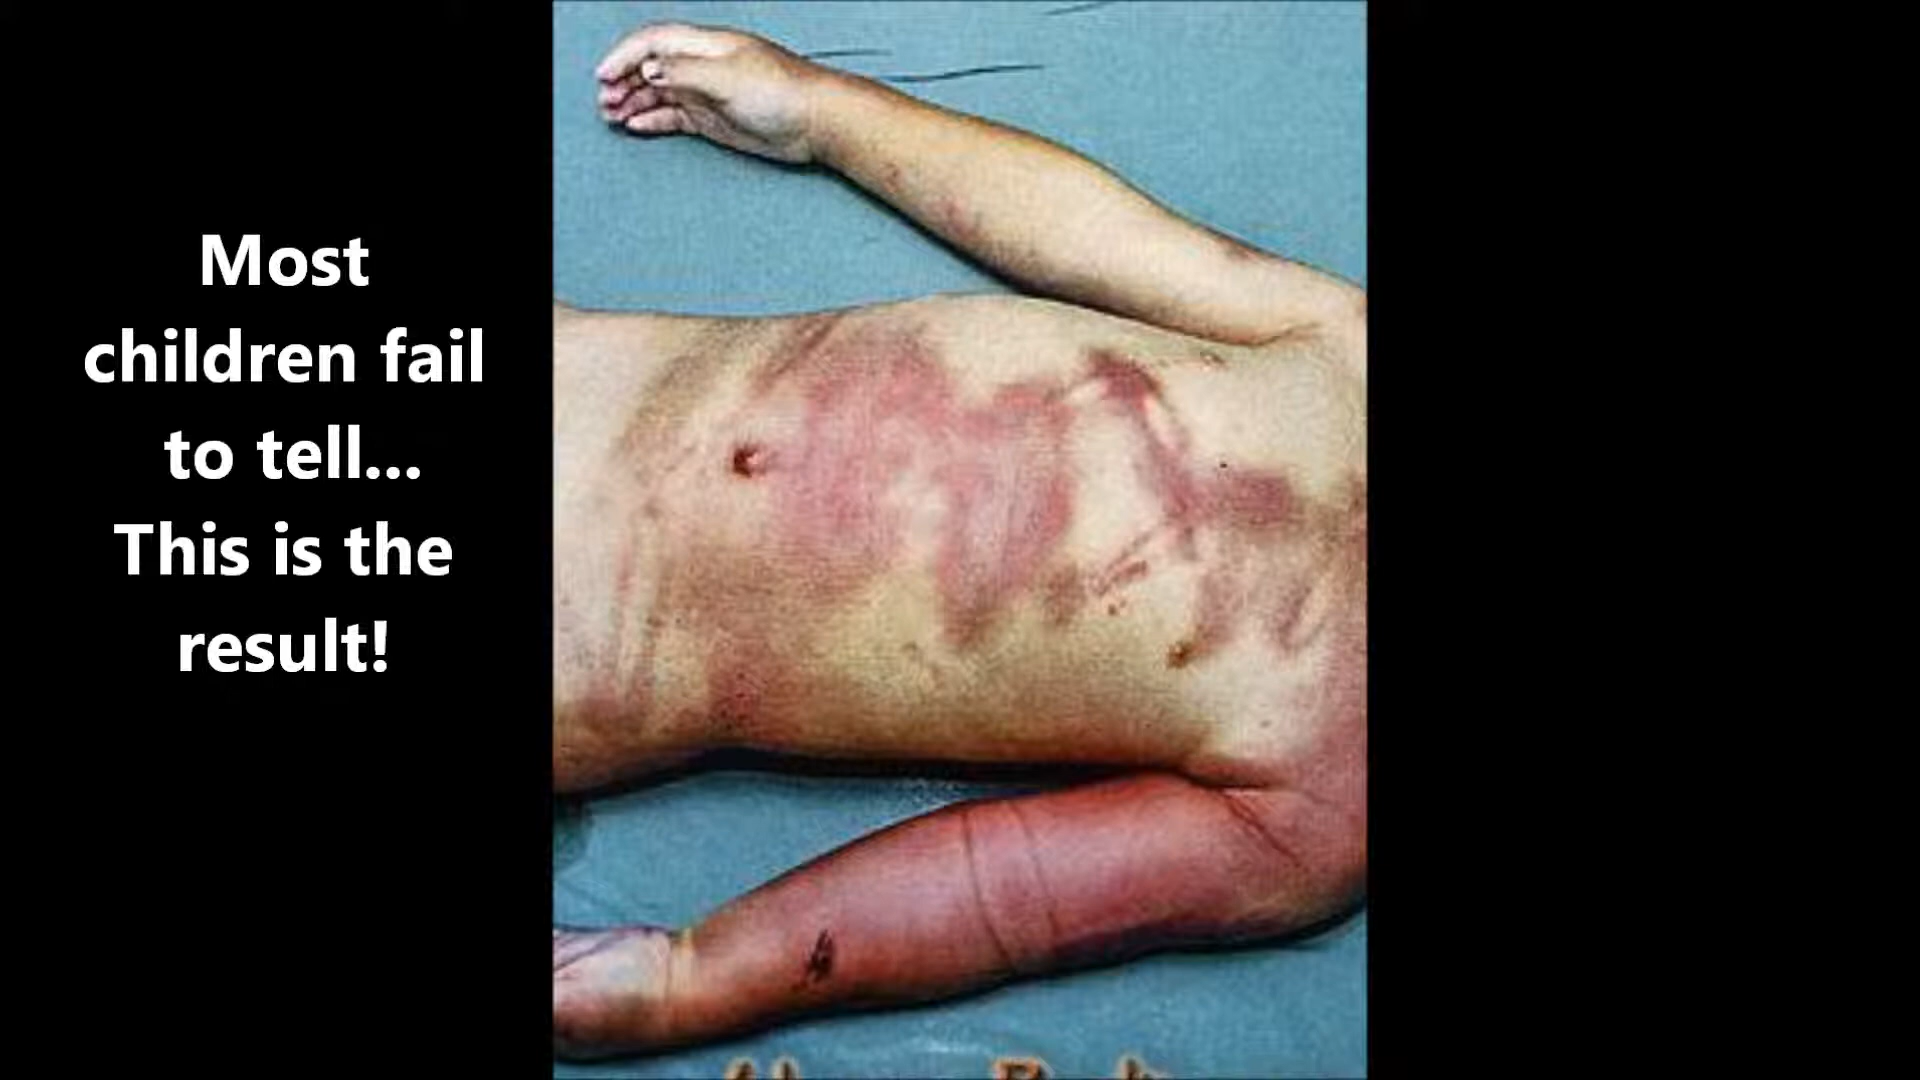 Most
children fail
to tell...
This is the
result!